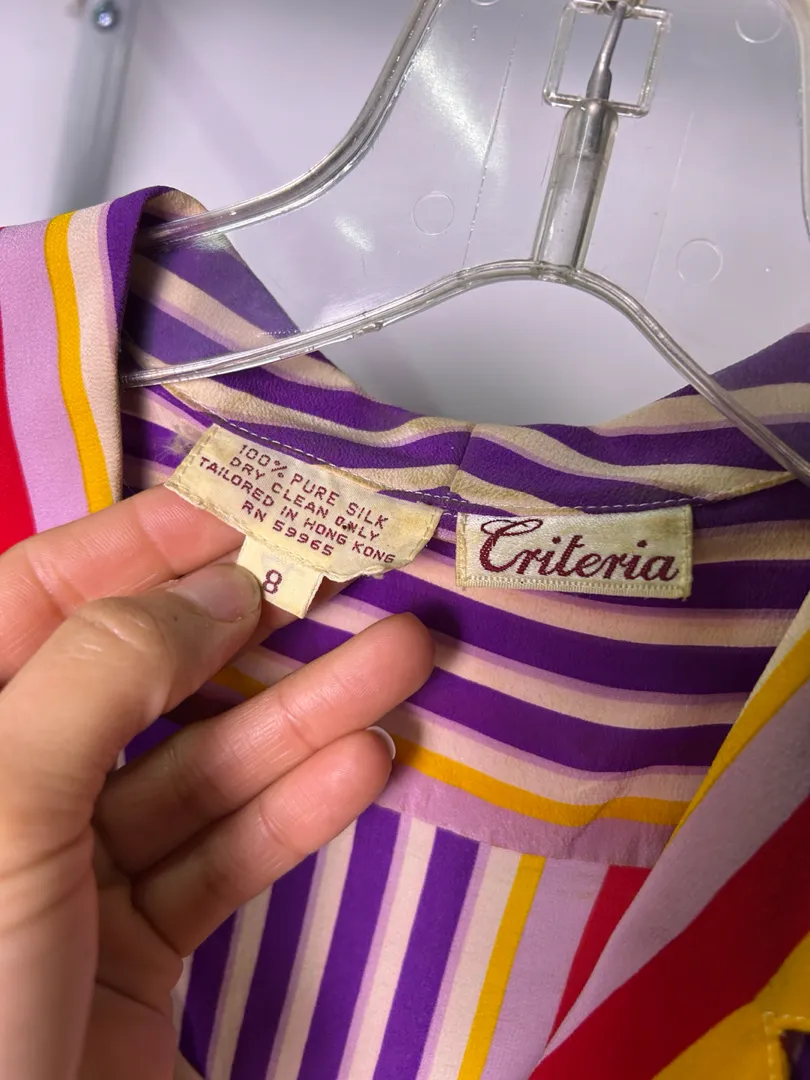 100% PURE SILK
DRY CLEAN ONLY
TAILORED IN HONG KONG
RN 59965
8
Criteria